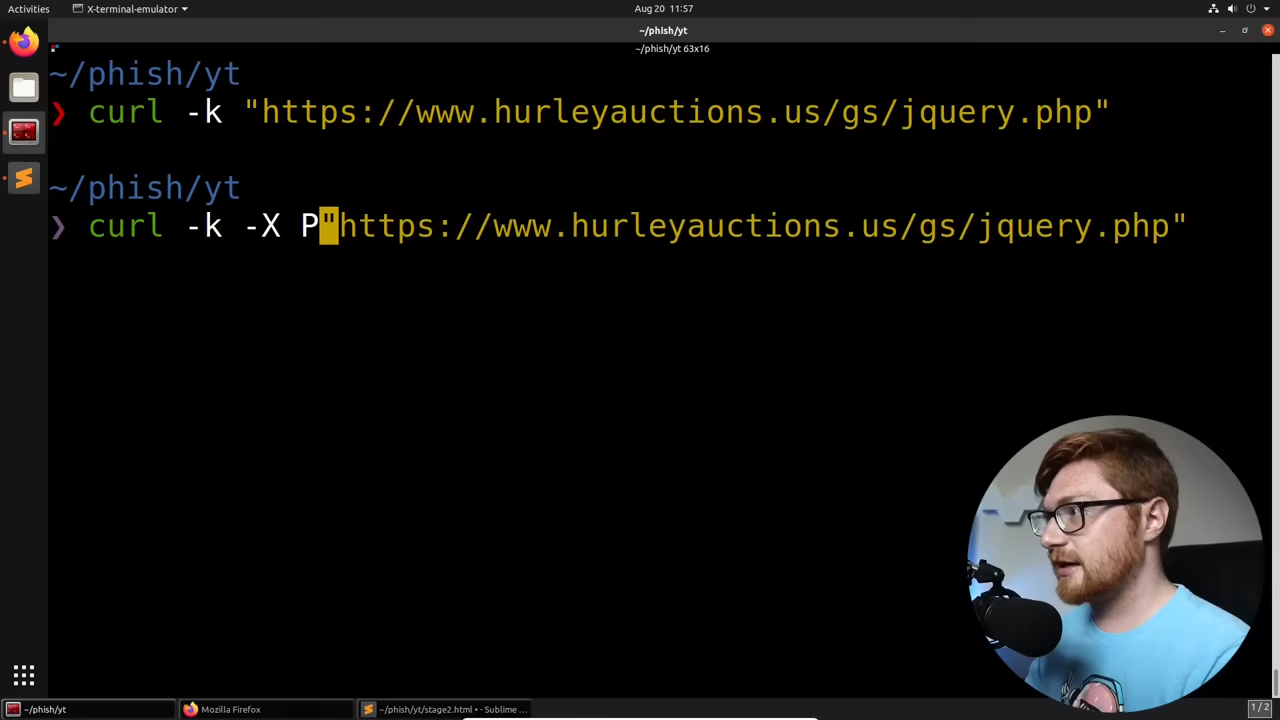 Activities
X-terminal-emulator
Aug 20 11:57
~/phish/yt
~/phish/yt 63x16
~/phish/yt
❯ curl -k "https://www.hurleyauctions.us/gs/jquery.php"
~/phish/yt
❯ curl -k -X P"https://www.hurleyauctions.us/gs/jquery.php"
~/phish/yt
Mozilla Firefox
~/phish/yt/stage2.html • - Sublime ...
1/2